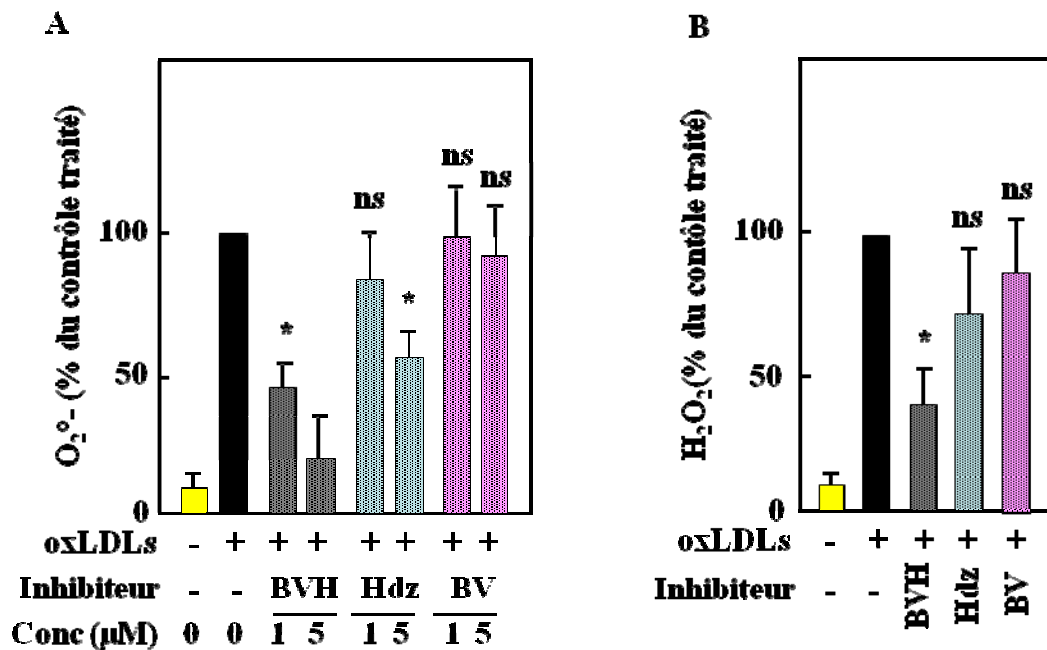 A
O₂°- (% du contrôle traité)
100
50
0
*
ns
*
ns
ns
oxLDLs - + + + + + + +
Inhibiteur - - BVH Hdz BV
Conc (µM) 0 0 1 5 1 5 1 5
B
H₂O₂(% du contôle traité)
100
50
0
*
ns
ns
oxLDLs - + + + +
Inhibiteur - - BVH Hdz BV